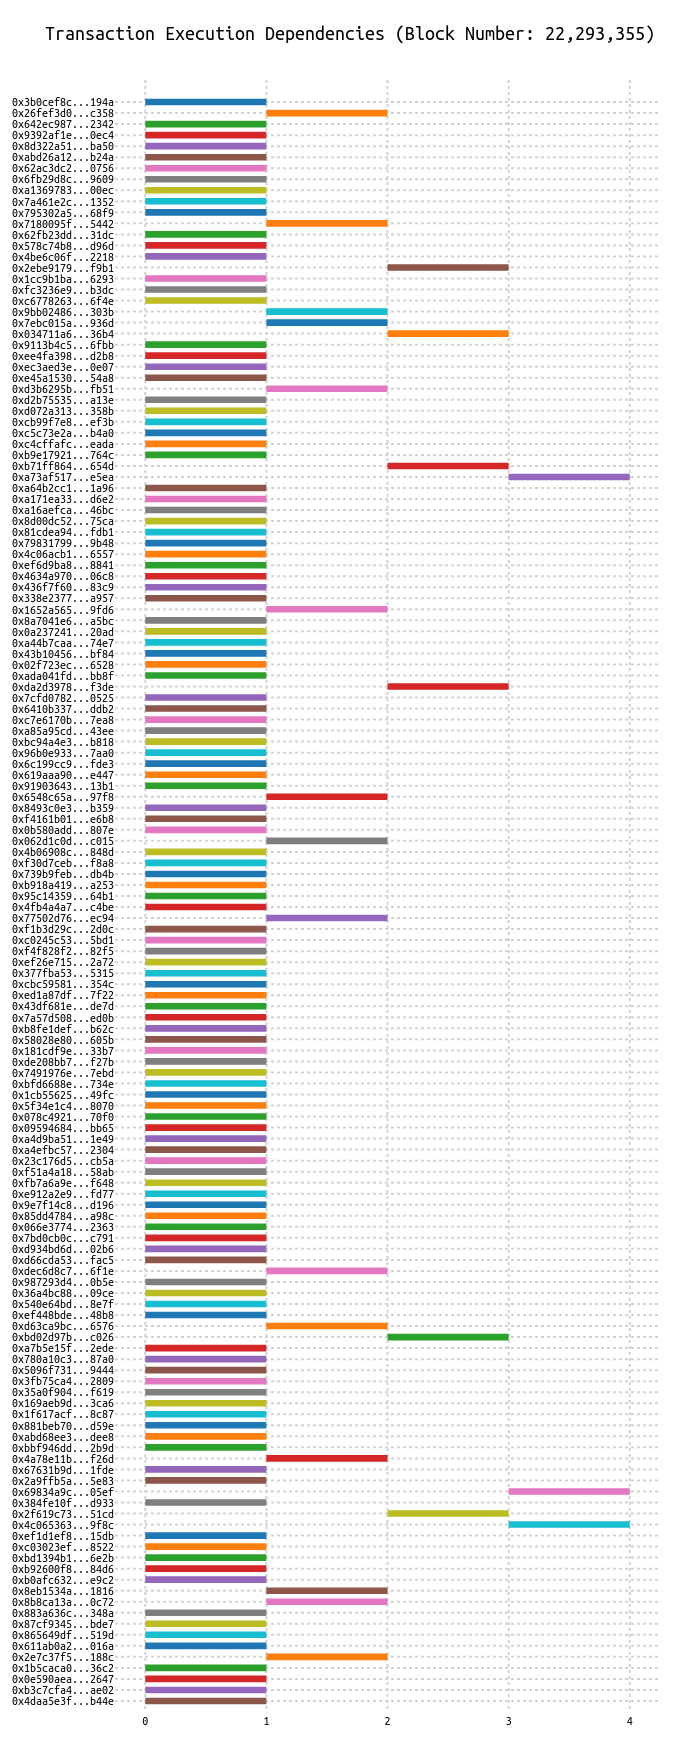 Transaction Execution Dependencies (Block Number: 22,293,355)
0x3b0cef8c...194a
0x26fef3d0...c358
0x642ec987...2342
0x9392af1e...0ec4
0x8d322a51...ba50
0xabd26a12...b24a
0x62ac3dc2...0756
0x6fb29d8c...9609
0xa1369783...00ec
0x7a461e2c...1352
0x795302a5...68f9
0x7180095f...5442
0x62fb23dd...31dc
0x578c74b8...d96d
0x4be6c06f...2218
0x2ebe9179...f9b1
0x1cc9b1ba...6293
0xfc3236e9...b3dc
0xc6778263...6f4e
0x9bb02486...303b
0x7ebc015a...936d
0x034711a6...36b4
0x9113b4c5...6fbb
0xee4fa398...d2b8
0xec3aed3e...0e07
0xe45a1530...54a8
0xd3b6295b...fb51
0xd2b75535...a13e
0xd072a313...358b
0xcb99f7e8...ef3b
0xc5c73e2a...b4a0
0xc4cffafc...eada
0xb9e17921...764c
0xb71ff864...654d
0xa73af517...e5ea
0xa64b2cc1...1a96
0xa171ea33...d6e2
0xa16aefca...46bc
0x8d00dc52...75ca
0x81cdea94...fdb1
0x79831799...9b48
0x4c06acb1...6557
0xef6d9ba8...8841
0x4634a970...06c8
0x436f7f60...83c9
0x338e2377...a957
0x1652a565...9fd6
0x8a7041e6...a5bc
0x0a237241...20ad
0xa44b7caa...74e7
0x43b10456...bf84
0x02f723ec...6528
0xada041fd...bb8f
0xda2d3978...f3de
0x7cfd0782...0525
0x6410b337...ddb2
0xc7e6170b...7ea8
0xa85a95cd...43ee
0xbc94a4e3...b818
0x96b0e933...7aa0
0x6c199cc9...fde3
0x619aaa90...e447
0x91903643...13b1
0x6548c65a...97f8
0x8493c0e3...b359
0xf4161b01...e6b8
0x0b580add...807e
0x062d1c0d...c015
0x4b06908c...848d
0xf30d7ceb...f8a8
0x739b9feb...db4b
0xb918a419...a253
0x95c14359...64b1
0x4fb4a4a7...c4be
0x77502d76...ec94
0xf1b3d29c...2d0c
0xc0245c53...5bd1
0xf4f828f2...82f5
0xef26e715...2a72
0x377fba53...5315
0xcbc59581...354c
0xed1a87df...7f22
0x43df681e...de7d
0x7a57d508...ed0b
0xb8fe1def...b62c
0x58028e80...605b
0x181cdf9e...33b7
0xde208bb7...f27b
0x7491976e...7ebd
0xbfd6688e...734e
0x1cb55625...49fc
0x5f34e1c4...8070
0x078c4921...70f0
0x09594684...bb65
0xa4d9ba51...1e49
0xa4efbc57...2304
0x23c176d5...cb5a
0xf51a4a18...58ab
0xfb7a6a9e...f648
0xe912a2e9...fd77
0x9e7f14c8...d196
0x85dd4784...a98c
0x066e3774...2363
0x7bd0cb0c...c791
0xd934bd6d...02b6
0xd66cda53...fac5
0xdec6d8c7...6f1e
0x987293d4...0b5e
0x36a4bc88...09ce
0x540e64bd...8e7f
0xef448bde...48b8
0xd63ca9bc...6576
0xbd02d97b...c026
0xa7b5e15f...2ede
0x780a10c3...87a0
0x5096f731...9444
0x3fb75ca4...2809
0x35a0f904...f619
0x169aeb9d...3ca6
0x1f617acf...8c87
0x881beb70...d59e
0xabd68ee3...dee8
0xbbf946dd...2b9d
0x4a78e11b...f26d
0x67631b9d...1fde
0x2a9ffb5a...5e83
0x69834a9c...05ef
0x384fe10f...d933
0x2f619c73...51cd
0x4c065363...9f8c
0xef1d1ef8...15db
0xc03023ef...8522
0xbd1394b1...6e2b
0xb92600f8...84d6
0xb0afc632...e9c2
0x8eb1534a...1816
0x8b8ca13a...0c72
0x883a636c...348a
0x87cf9345...bde7
0x865649df...519d
0x611ab0a2...016a
0x2e7c37f5...188c
0x1b5caca0...36c2
0x0e590aea...2647
0xb3c7cfa4...ae02
0x4daa5e3f...b44e
0 1 2 3 4